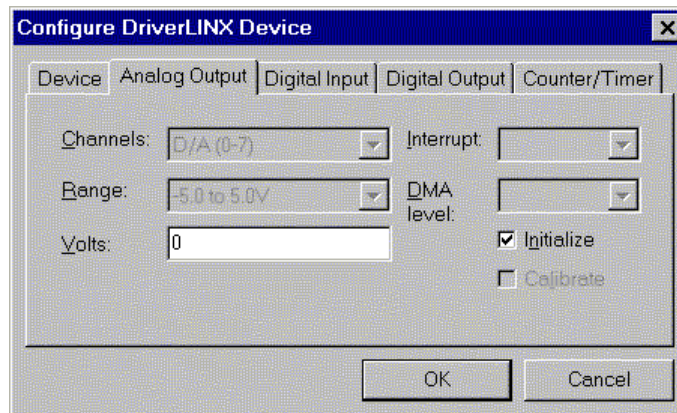 Configure DriverLINX Device
Device Analog Output Digital Input Digital Output Counter/Timer
Channels: D/A (0-7) Interrupt:
Range: -5.0 to 5.0V DMA level:
Volts: 0 Initialize
Calibrate
OK Cancel